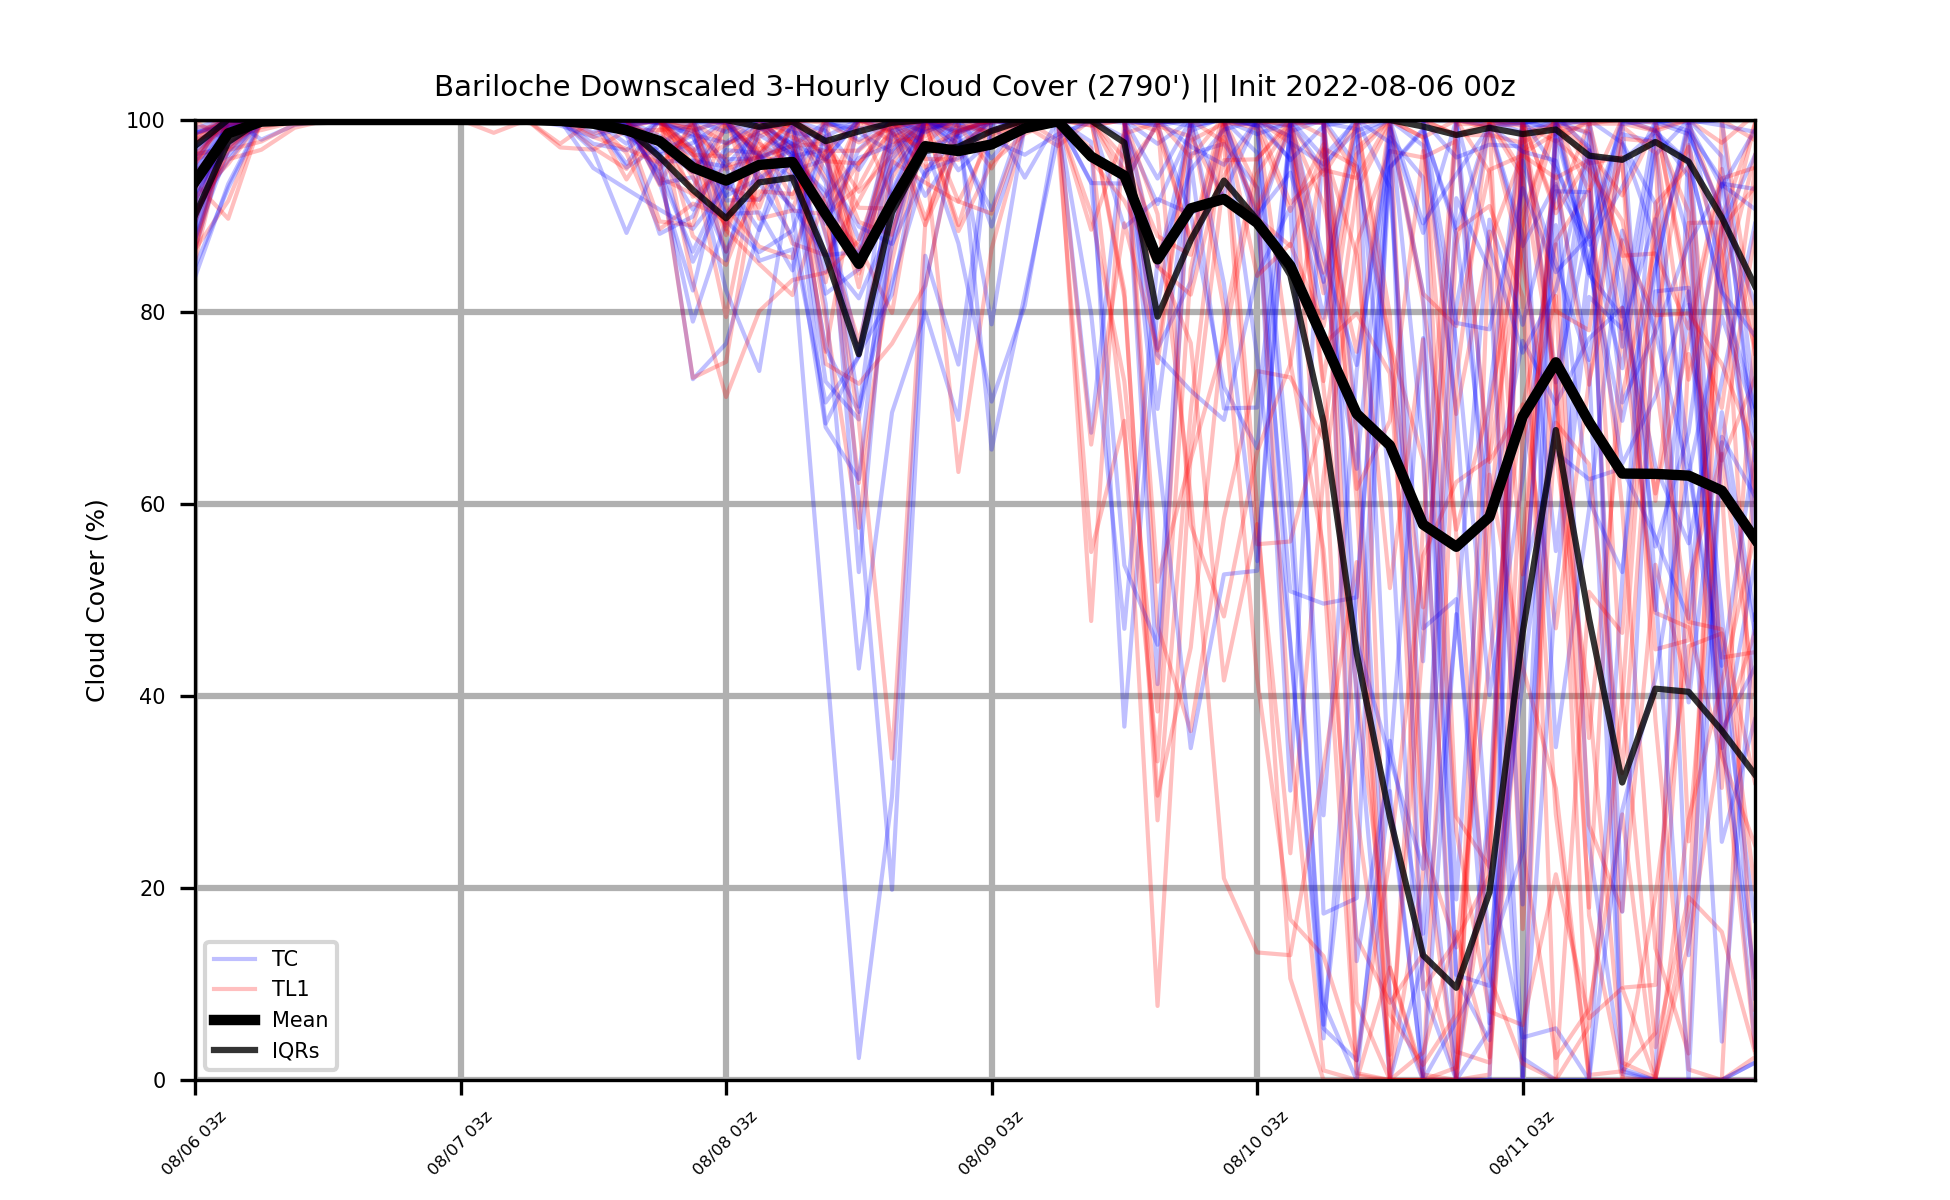 Bariloche Downscaled 3-Hourly Cloud Cover (2790') || Init 2022-08-06 00z
Cloud Cover (%)
100
80
60
40
20
0
TC
TL1
Mean
IQRs
08/06 03z
08/07 03z
08/08 03z
08/09 03z
08/10 03z
08/11 03z